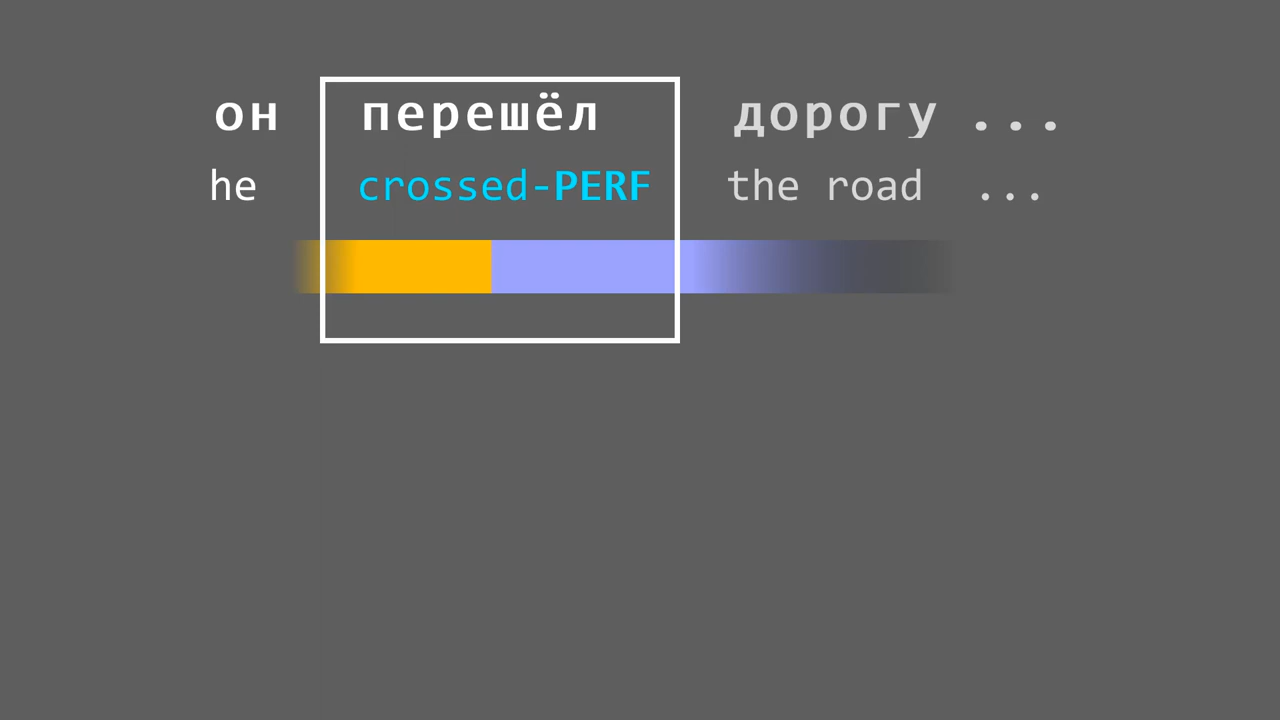 он перешёл дорогу ...
he crossed-PERF the road ...